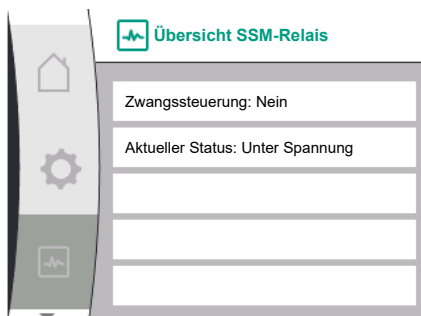 Übersicht SSM-Relais
Zwangssteuerung: Nein
Aktueller Status: Unter Spannung